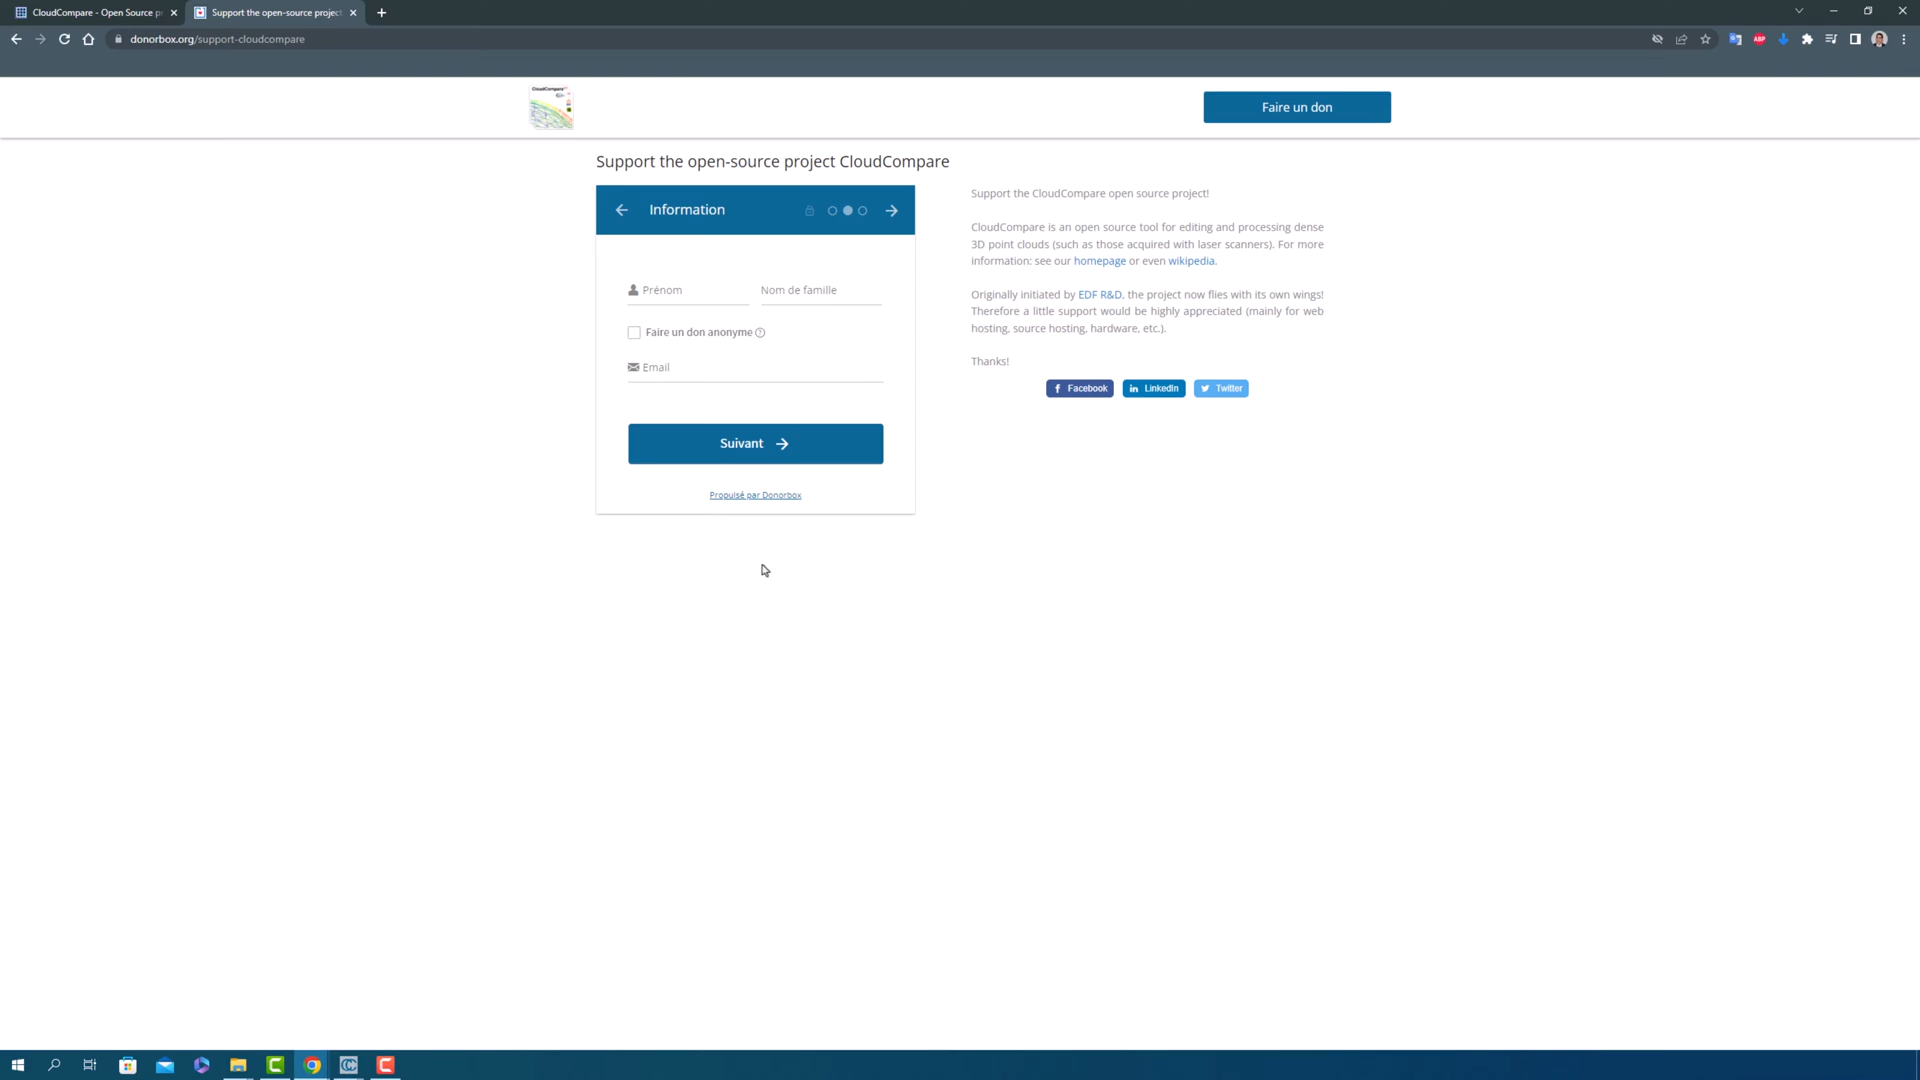 CloudCompare - Open Source p
Support the open-source project
donorbox.org/support-cloudcompare
ABP
CloudCompare
Faire un don
Support the open-source project CloudCompare
Information
Prénom
Nom de famille
Faire un don anonyme
Email
Suivant
Propulsé par Donorbox
Support the CloudCompare open source project!
CloudCompare is an open source tool for editing and processing dense
3D point clouds (such as those acquired with laser scanners). For more
information: see our homepage or even wikipedia.
Originally initiated by EDF R&D, the project now flies with its own wings!
Therefore a little support would be highly appreciated (mainly for web
hosting, source hosting, hardware, etc.).
Thanks!
Facebook
LinkedIn
Twitter